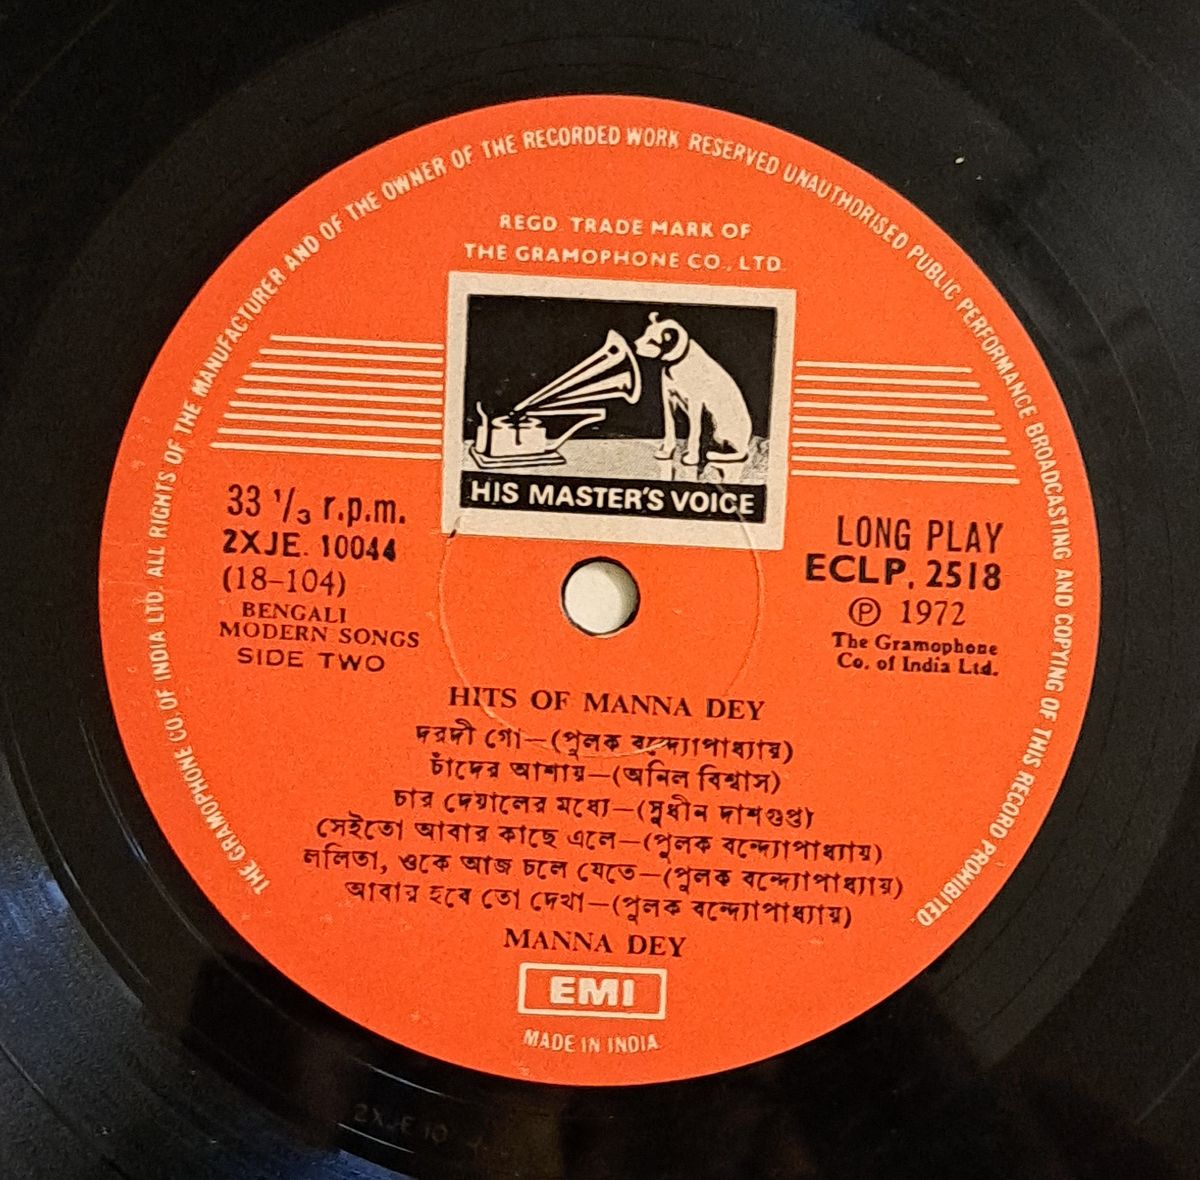 THE GRAMOPHONE CO. OF INDIA LTD. ALL RIGHTS OF THE MANUFACTURER AND OF THE OWNER OF THE RECORDED WORK RESERVED UNAUTHORISED PUBLIC PERFORMANCE BROADCASTING AND COPYING OF THIS RECORD PROHIBITED.
REGD. TRADE MARK OF
THE GRAMOPHONE CO., LTD.
HIS MASTER'S VOICE
33 1/3 r.p.m.
2XJE. 10044
(18-104)
BENGALI
MODERN SONGS
SIDE TWO
LONG PLAY
ECLP. 2518
Ⓟ 1972
The Gramophone
Co. of India Ltd.
HITS OF MANNA DEY
দরদী গো—(পুলক বন্দ্যোপাধ্যায়)
চাঁদের আশায়—(অনিল বিশ্বাস)
চার দেয়ালের মধ্যে—(সুধীন দাশগুপ্ত)
সেইতো আবার কাছে এলে—(পুলক বন্দ্যোপাধ্যায়)
ললিতা, ওকে আজ চলে যেতে—(পুলক বন্দ্যোপাধ্যায়)
আবার হবে তো দেখা—(পুলক বন্দ্যোপাধ্যায়)
MANNA DEY
EMI
MADE IN INDIA